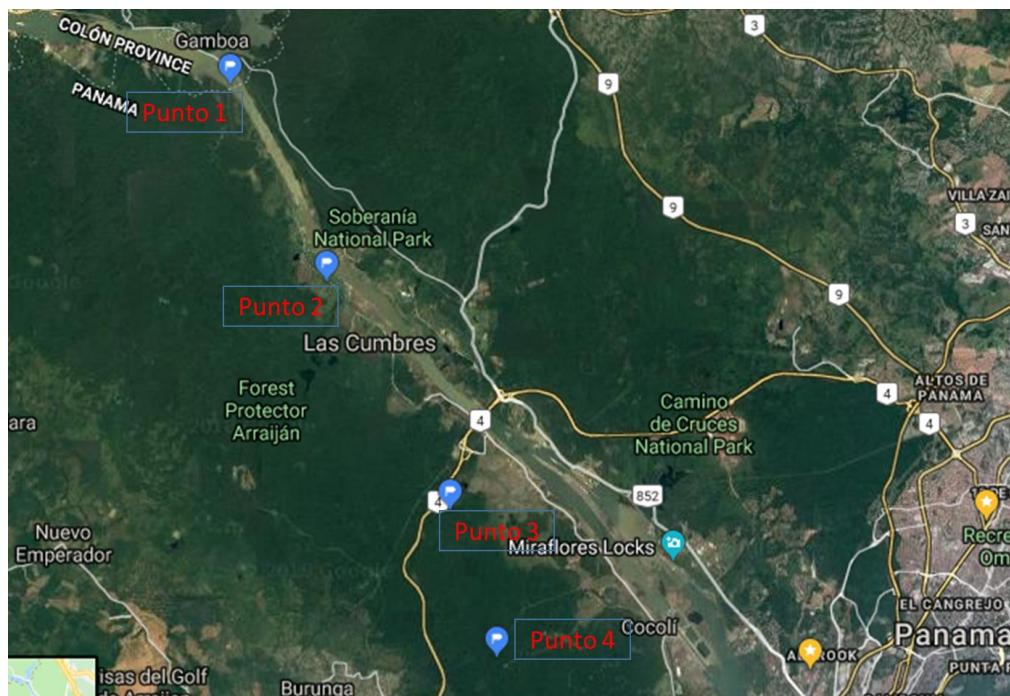 COLÓN PROVINCE
PANAMA
Gamboa
Punto 1
3
9
VILLA ZAI
3
SAN
Soberanía
National Park
9
Punto 2
9
Las Cumbres
Forest
Protector
Arraiján
ALTOS DE
PANAMA
4
4
4
Camino
de Cruces
National Park
ara
852
4
Punto 3
Miraflores Locks
Nuevo
Emperador
Recre
Om
EL CANGREJO
Punto 4
Cocolí
Panama
PUNTA P
isas del Golf
de Arraija
Burunga